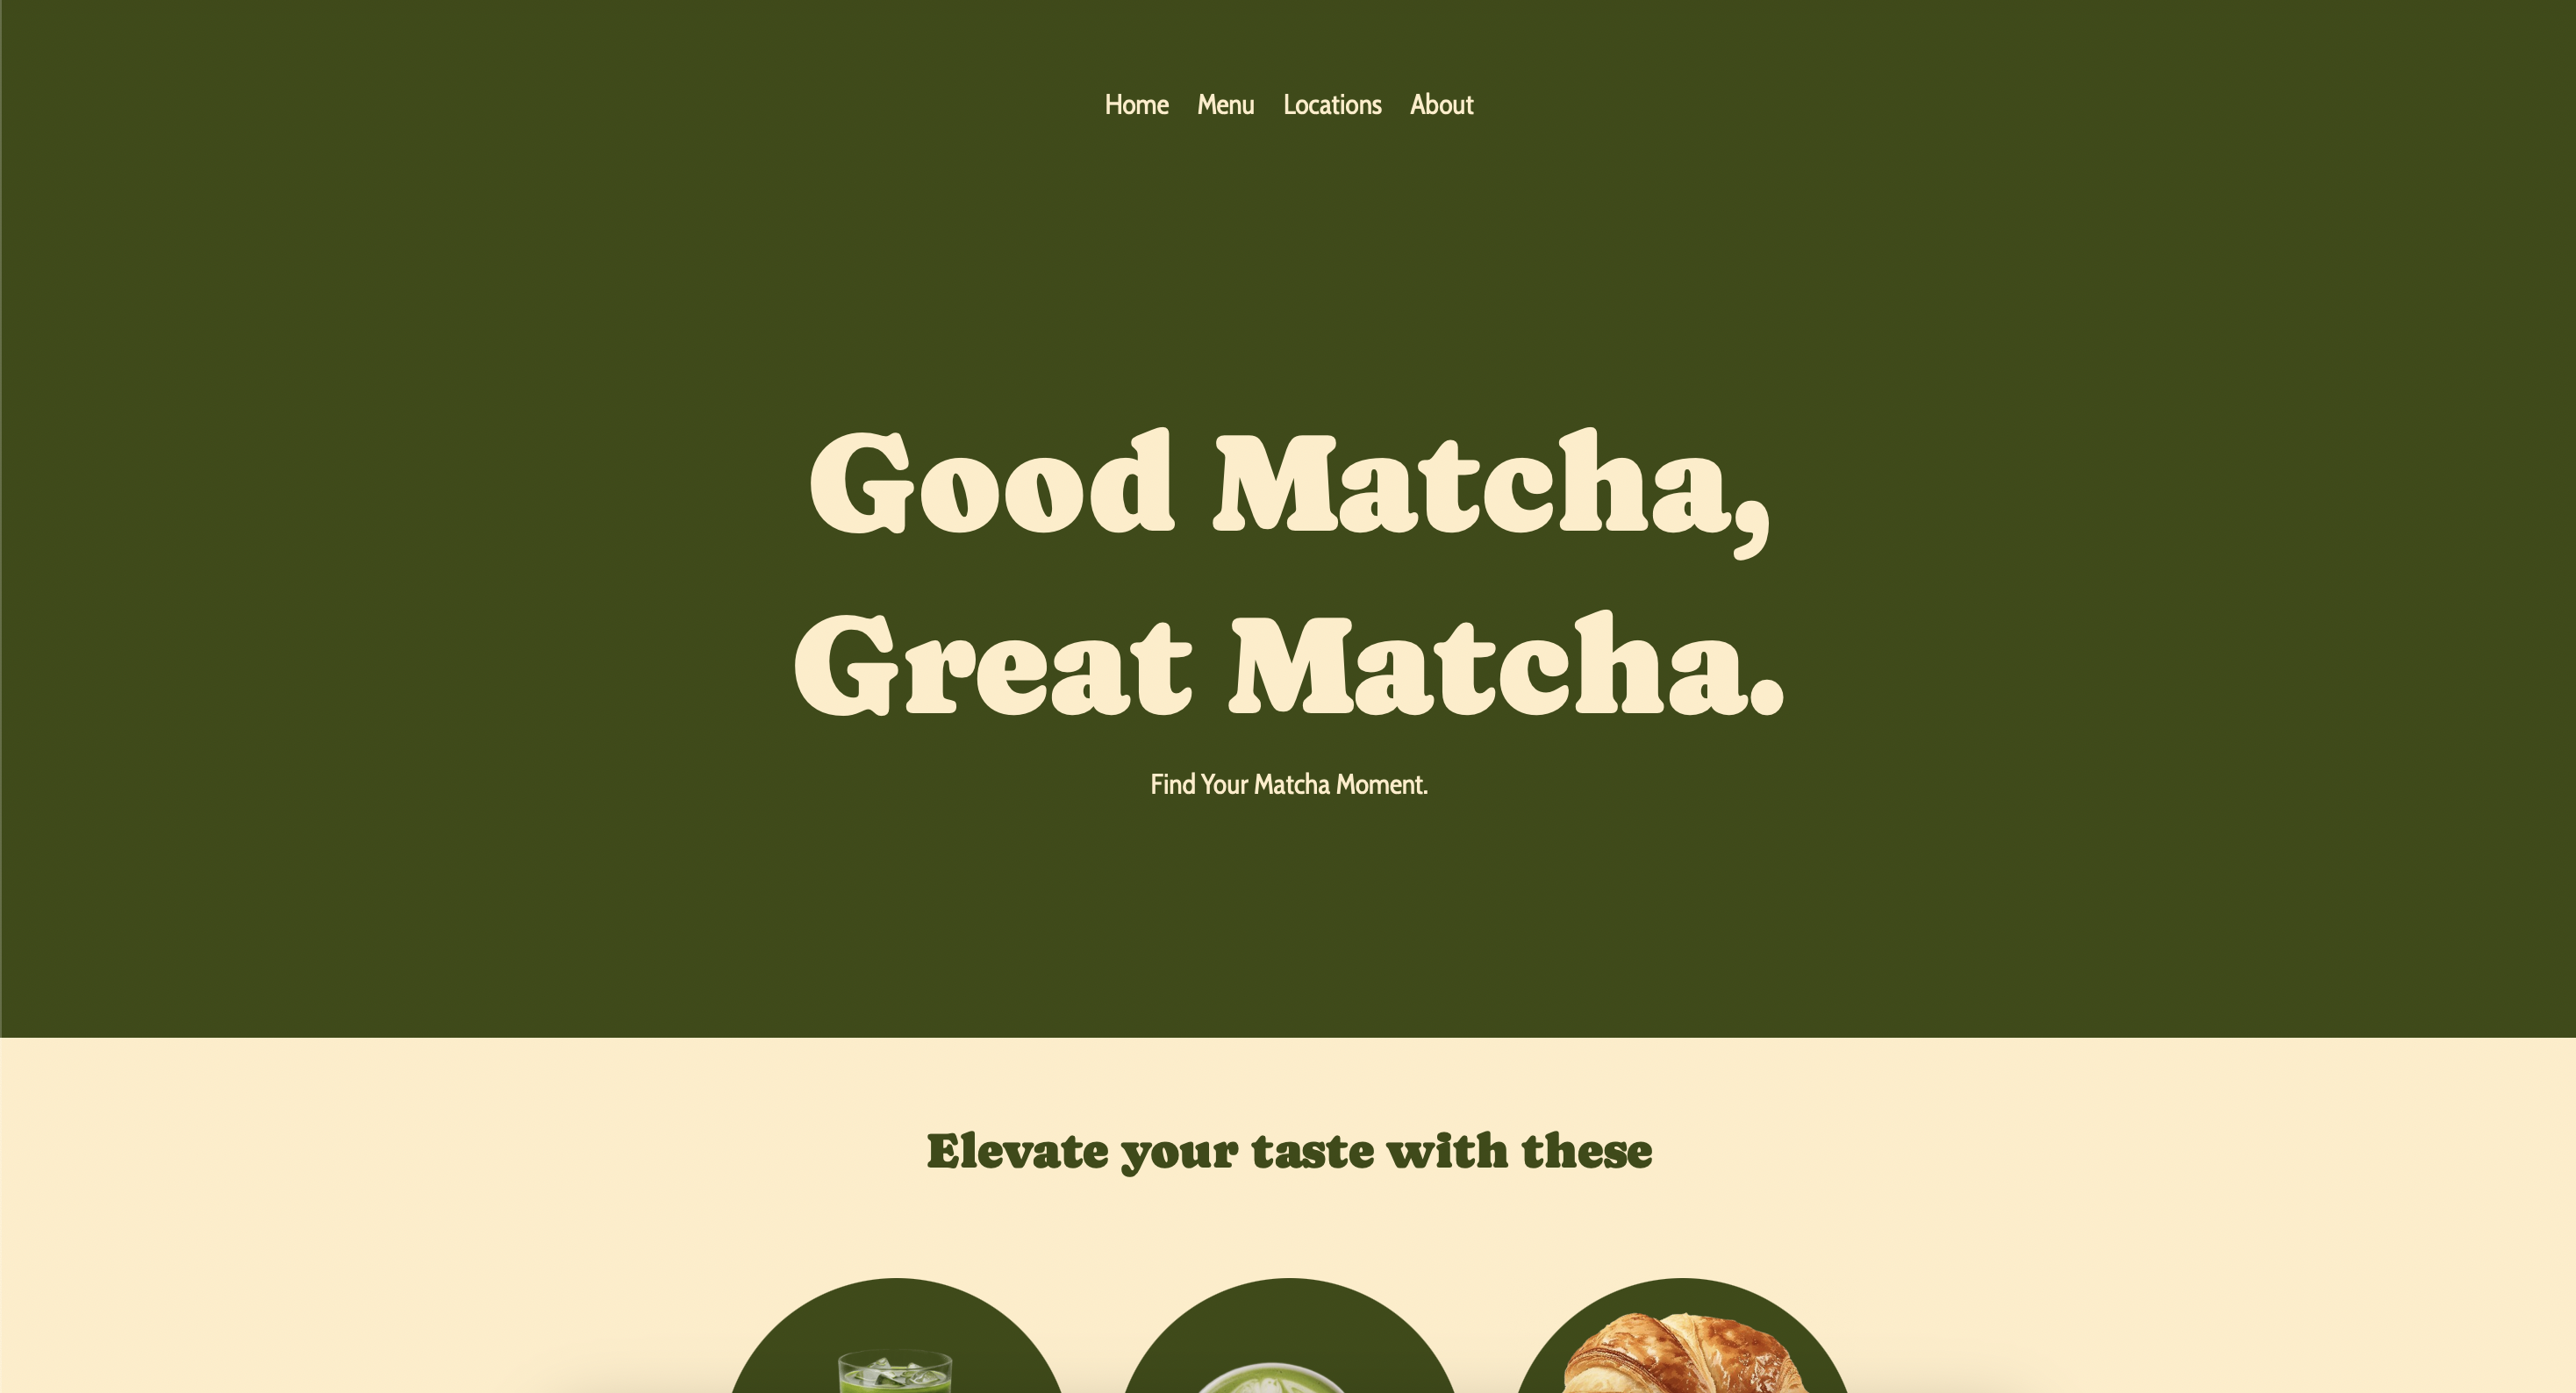 Home Menu Locations About
Good Matcha,
Great Matcha.
Find Your Matcha Moment.
Elevate your taste with these